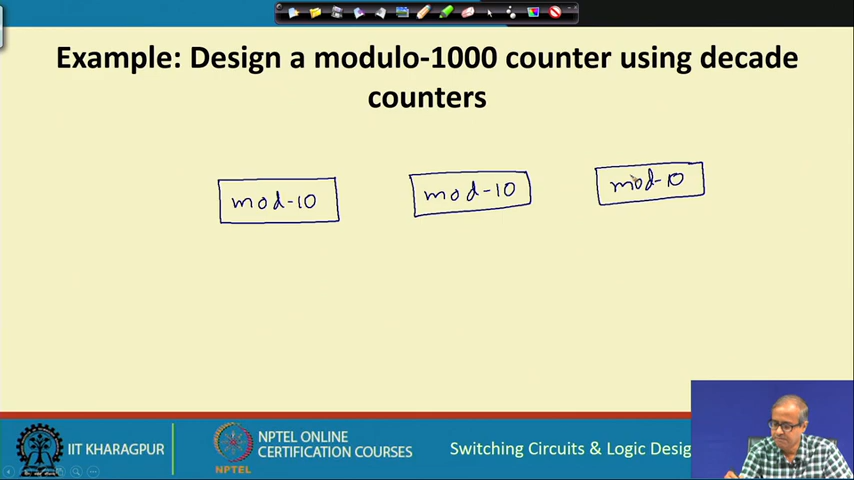 Example: Design a modulo-1000 counter using decade
counters
mod-10 mod-10 mod-10
IIT KHARAGPUR
NPTEL
NPTEL ONLINE
CERTIFICATION COURSES
Switching Circuits & Logic Desig